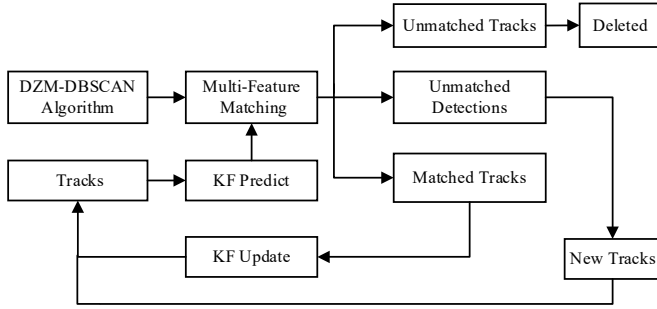 Unmatched Tracks
Deleted
DZM-DBSCAN
Algorithm
Multi-Feature
Matching
Unmatched
Detections
Tracks
KF Predict
Matched Tracks
KF Update
New Tracks